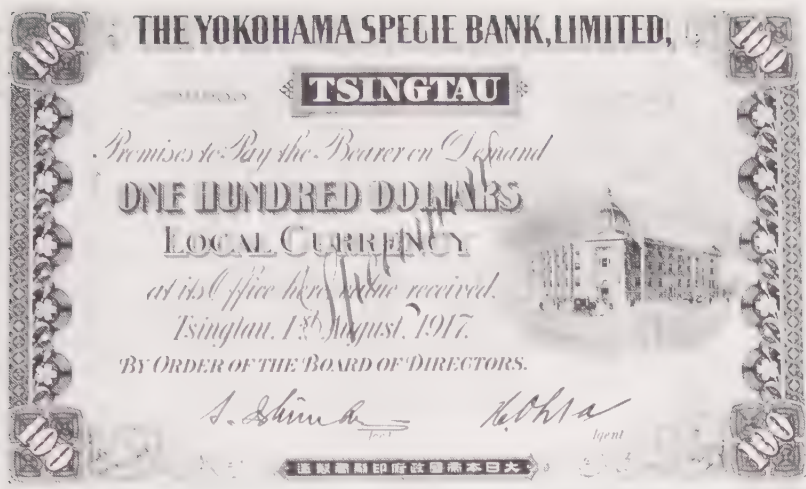 100 THE YOKOHAMA SPECIE BANK, LIMITED, 100
TSINGTAU
Promises to Pay the Bearer on Demand
ONE HUNDRED DOLLARS
LOCAL CURRENCY
at its Office here value received.
Tsingtau, 1st August, 1917.
BY ORDER OF THE BOARD OF DIRECTORS.
Agent
100 造製局刷印府政國帝本日大 100